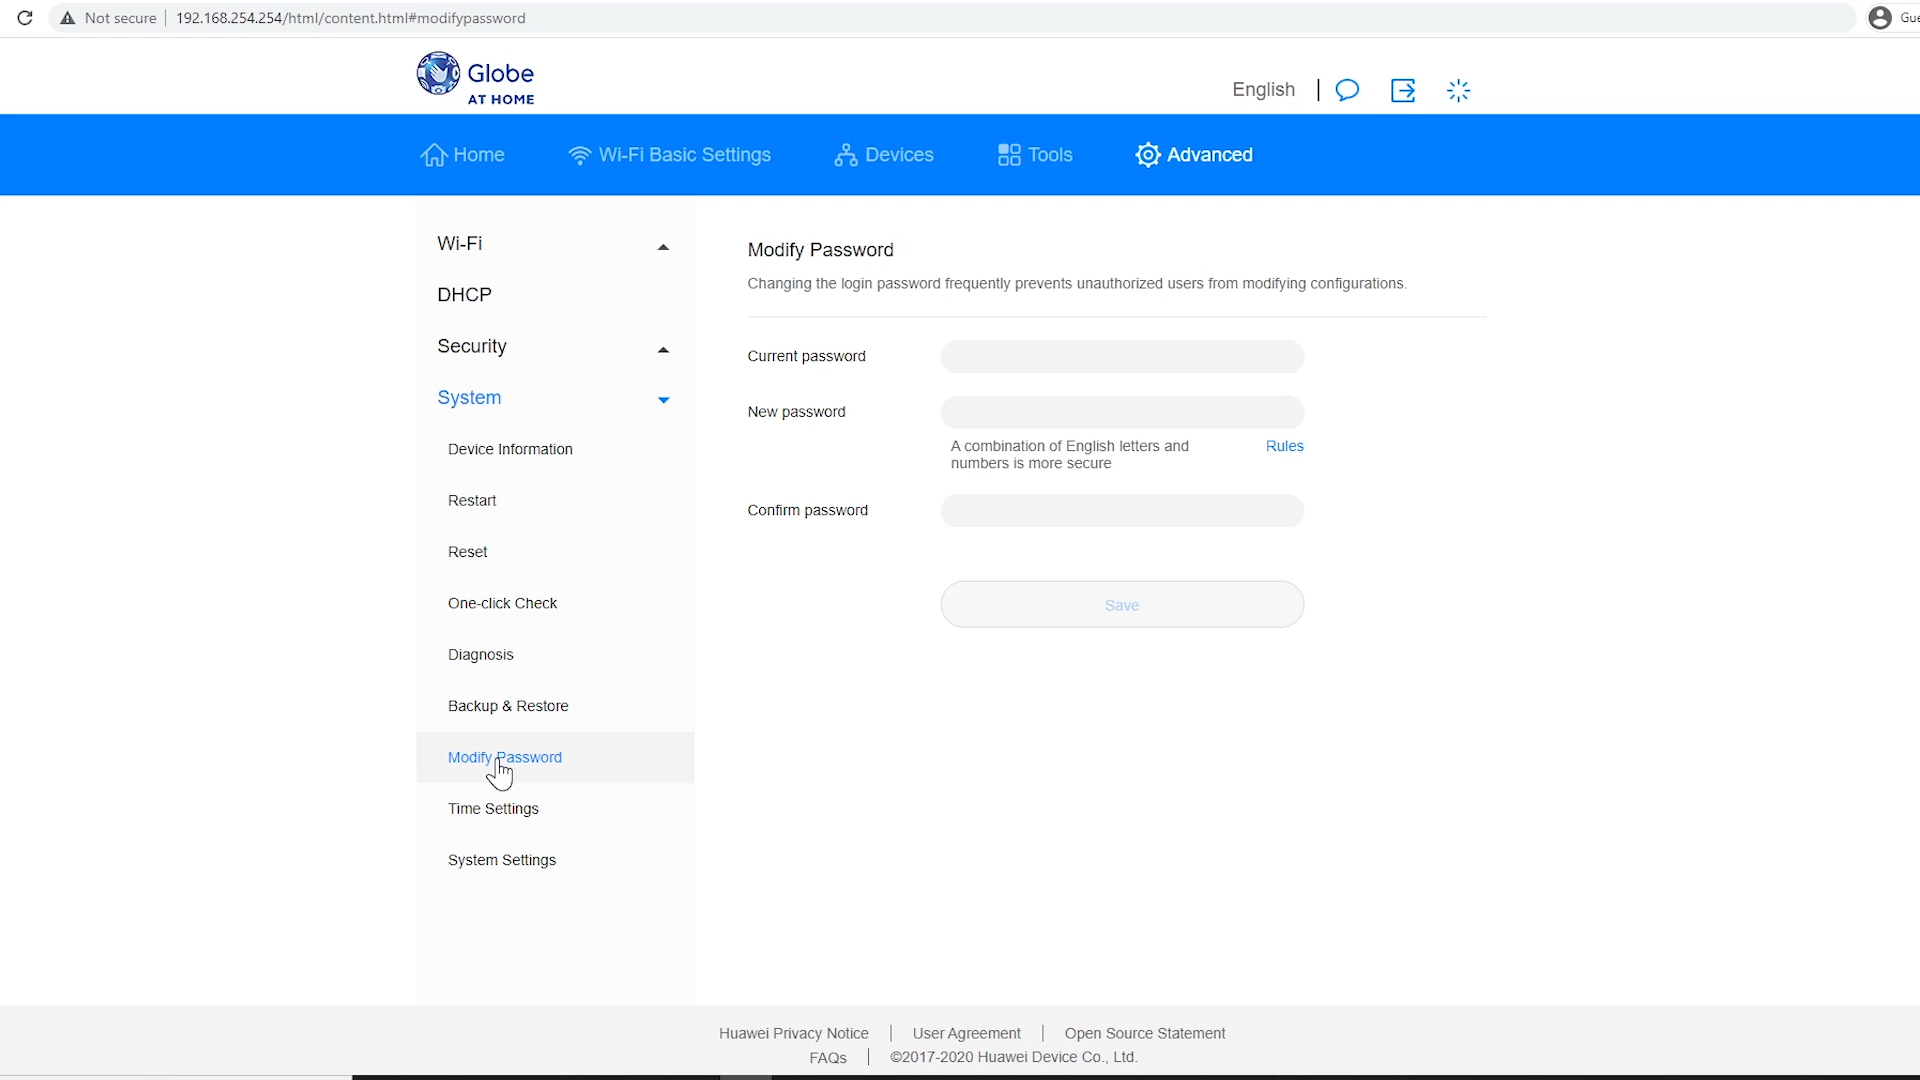 Not secure
192.168.254.254/html/content.html#modifypassword
Globe
AT HOME
English
Home
Wi-Fi Basic Settings
Devices
Tools
Advanced
Wi-Fi
DHCP
Security
System
Device Information
Restart
Reset
One-click Check
Diagnosis
Backup & Restore
Modify Password
Time Settings
System Settings
Modify Password
Changing the login password frequently prevents unauthorized users from modifying configurations.
Current password
New password
A combination of English letters and
numbers is more secure
Rules
Confirm password
Save
Huawei Privacy Notice | User Agreement | Open Source Statement
FAQs | ©2017-2020 Huawei Device Co., Ltd.